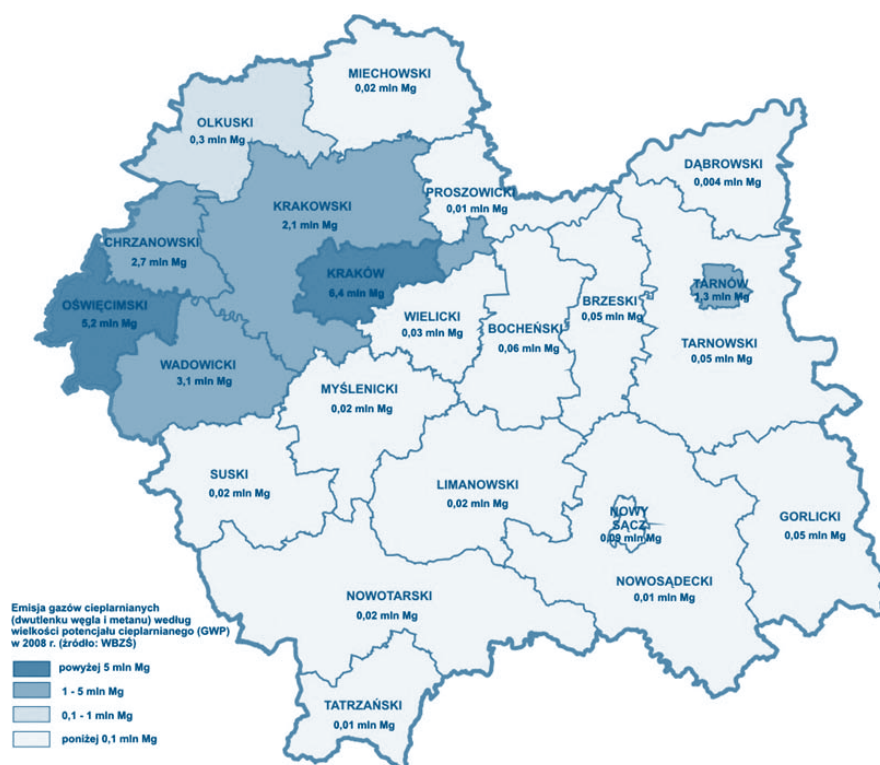 MIECHOWSKI
0,02 mln Mg
OLKUSKI
0,3 mln Mg
DĄBROWSKI
0,004 mln Mg
PROSZOWICKI
0,01 mln Mg
KRAKOWSKI
2,1 mln Mg
CHRZANOWSKI
2,7 mln Mg
KRAKÓW
6,4 mln Mg
TARNÓW
1,3 mln Mg
OŚWIĘCIMSKI
5,2 mln Mg
WIELICKI
0,03 mln Mg
BOCHEŃSKI
0,06 mln Mg
BRZESKI
0,05 mln Mg
TARNOWSKI
0,05 mln Mg
WADOWICKI
3,1 mln Mg
MYŚLENICKI
0,02 mln Mg
SUSKI
0,02 mln Mg
LIMANOWSKI
0,02 mln Mg
NOWY
SĄCZ
0,09 mln Mg
GORLICKI
0,05 mln Mg
NOWOSĄDECKI
0,01 mln Mg
NOWOTARSKI
0,02 mln Mg
TATRZAŃSKI
0,01 mln Mg
Emisja gazów cieplarnianych
(dwutlenku węgla i metanu) według
wielkości potencjału cieplarnianego (GWP)
w 2008 r. (źródło: WBZŚ)
powyżej 5 mln Mg
1 - 5 mln Mg
0,1 - 1 mln Mg
poniżej 0,1 mln Mg